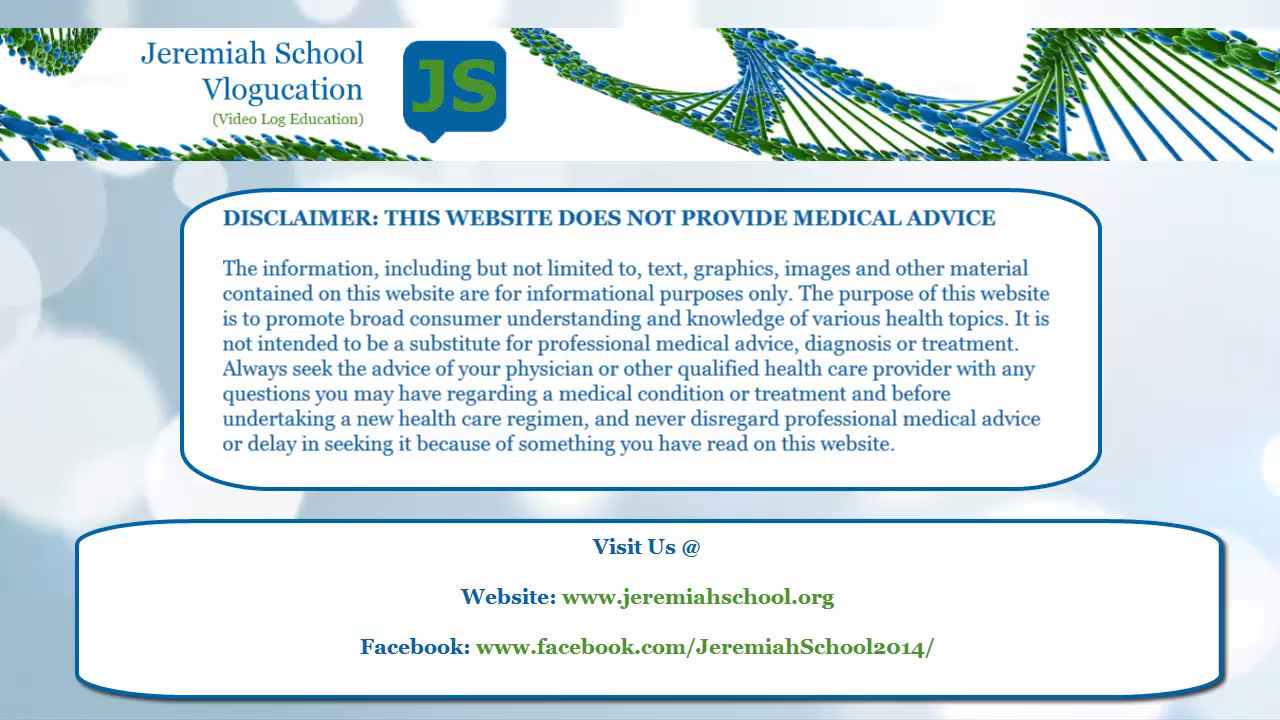 Jeremiah School
Vlogucation
(Video Log Education)
JS
DISCLAIMER: THIS WEBSITE DOES NOT PROVIDE MEDICAL ADVICE
The information, including but not limited to, text, graphics, images and other material
contained on this website are for informational purposes only. The purpose of this website
is to promote broad consumer understanding and knowledge of various health topics. It is
not intended to be a substitute for professional medical advice, diagnosis or treatment.
Always seek the advice of your physician or other qualified health care provider with any
questions you may have regarding a medical condition or treatment and before
undertaking a new health care regimen, and never disregard professional medical advice
or delay in seeking it because of something you have read on this website.
Visit Us @
Website: www.jeremiahschool.org
Facebook: www.facebook.com/JeremiahSchool2014/